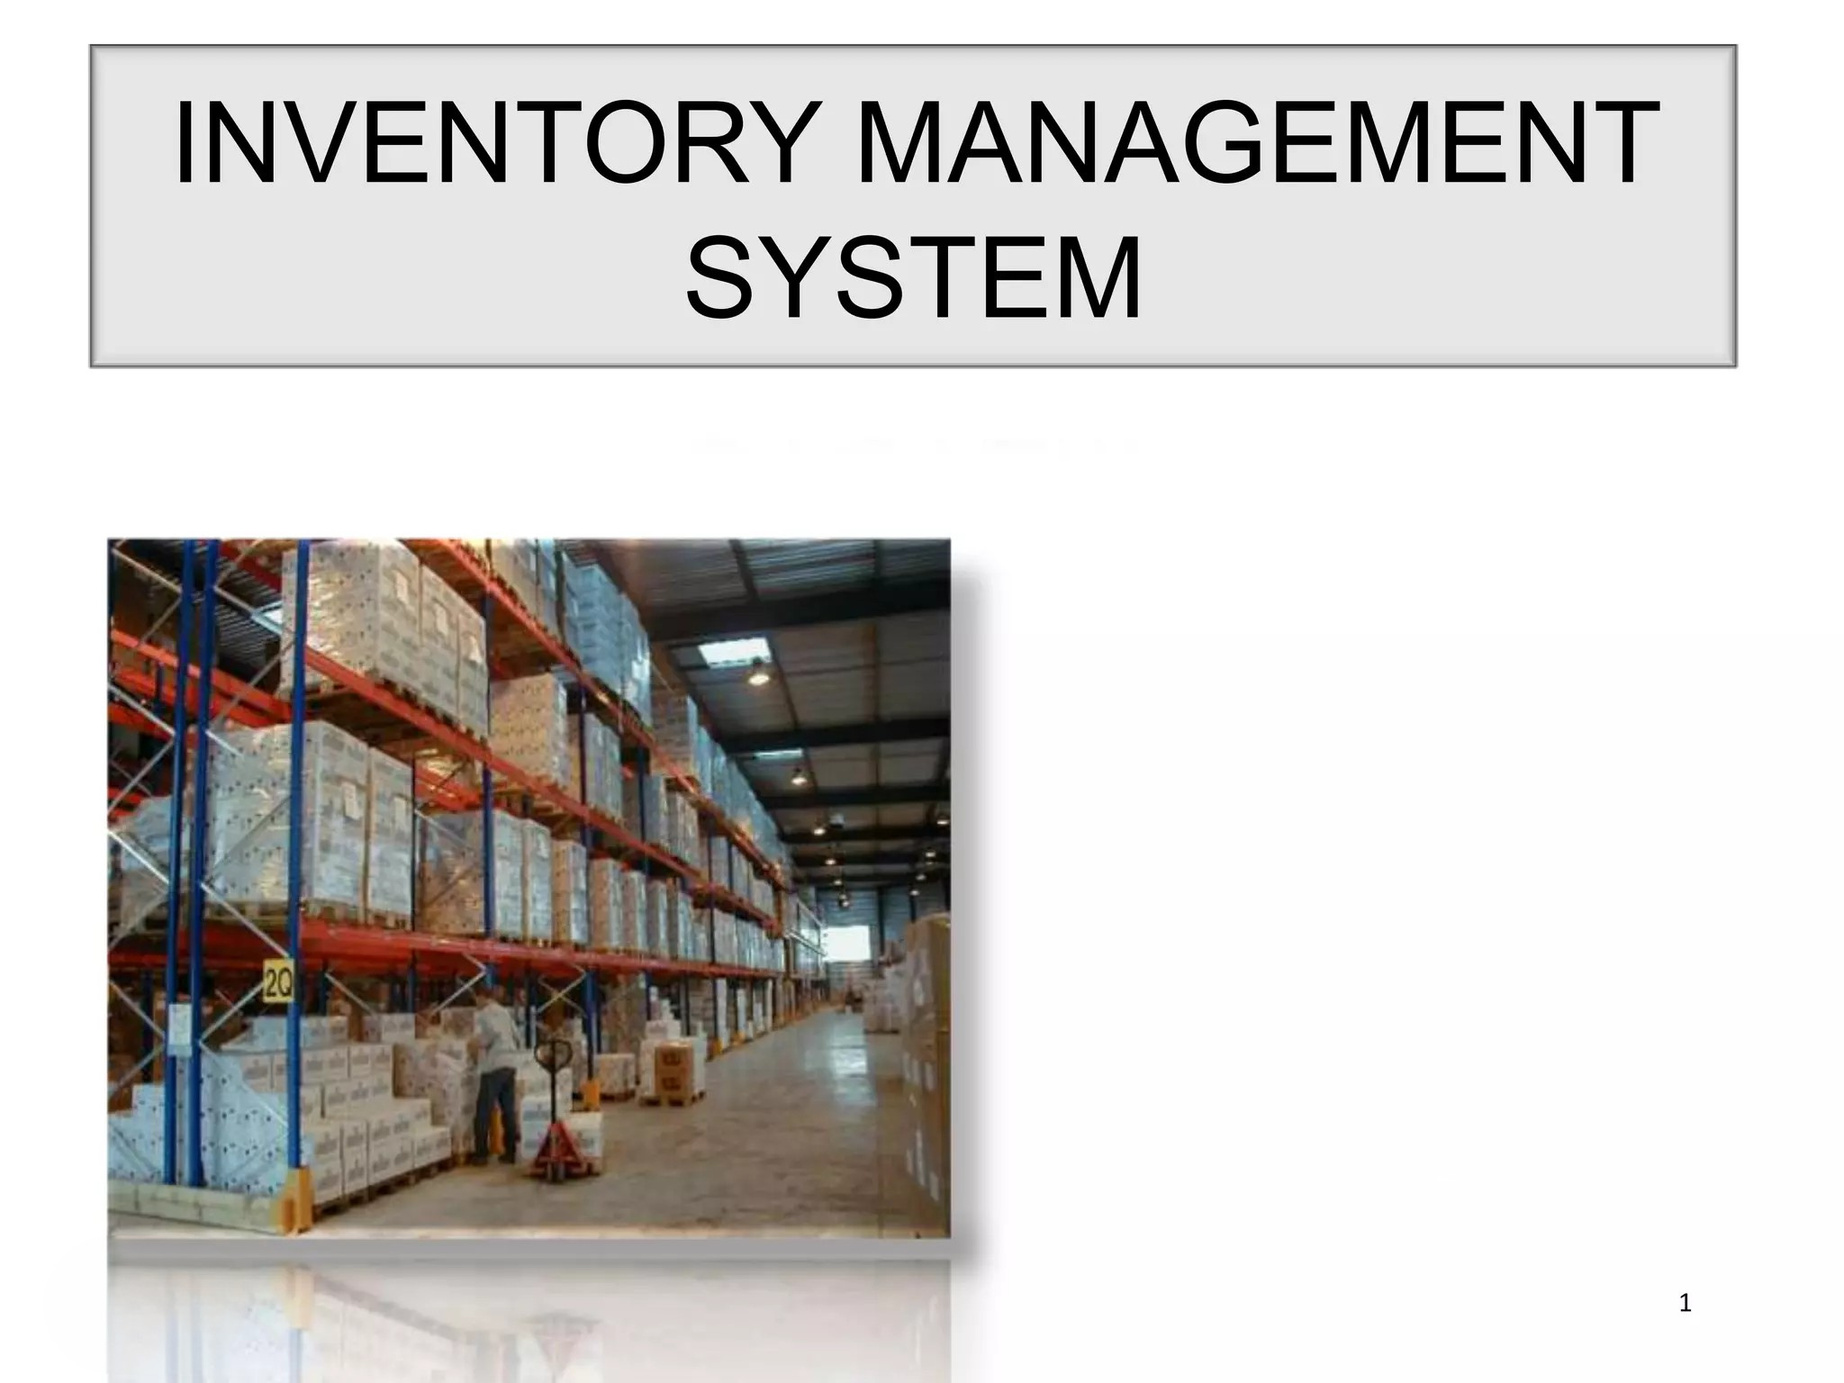 INVENTORY MANAGEMENT
SYSTEM
2Q
1